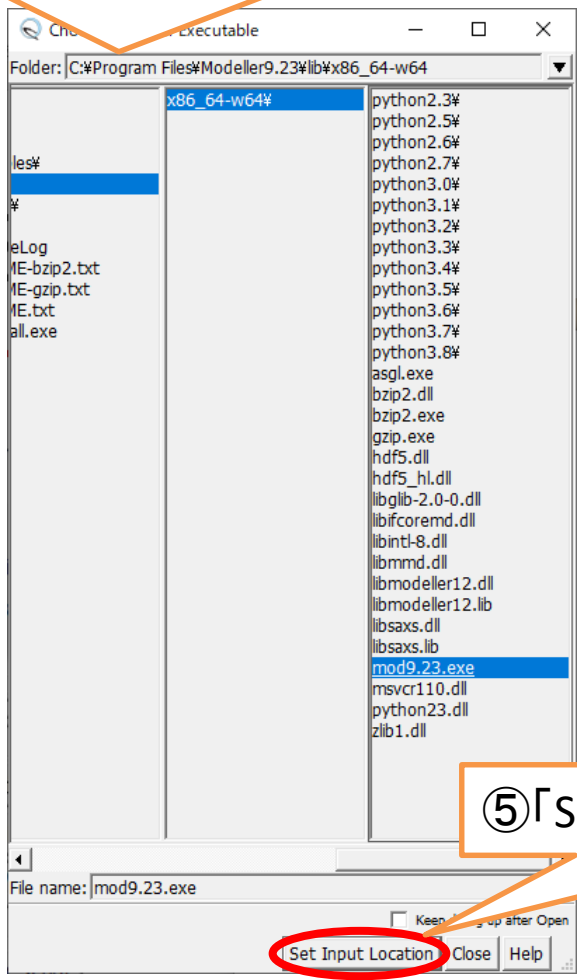 Cho
Executable
Folder: C:¥Program Files¥Modeller9.23¥lib¥x86_64-w64
les¥
¥
eLog
ME-bzip2.txt
ME-gzip.txt
ME.txt
all.exe
x86_64-w64¥
python2.3¥
python2.5¥
python2.6¥
python2.7¥
python3.0¥
python3.1¥
python3.2¥
python3.3¥
python3.4¥
python3.5¥
python3.6¥
python3.7¥
python3.8¥
asgl.exe
bzip2.dll
bzip2.exe
gzip.exe
hdf5.dll
hdf5_hl.dll
libglib-2.0-0.dll
libifcoremd.dll
libintl-8.dll
libmmd.dll
libmodeller12.dll
libmodeller12.lib
libsaxs.dll
libsaxs.lib
mod9.23.exe
msvcr110.dll
python23.dll
zlib1.dll
⑤「S
File name: mod9.23.exe
Keep up after Open
Set Input Location Close Help